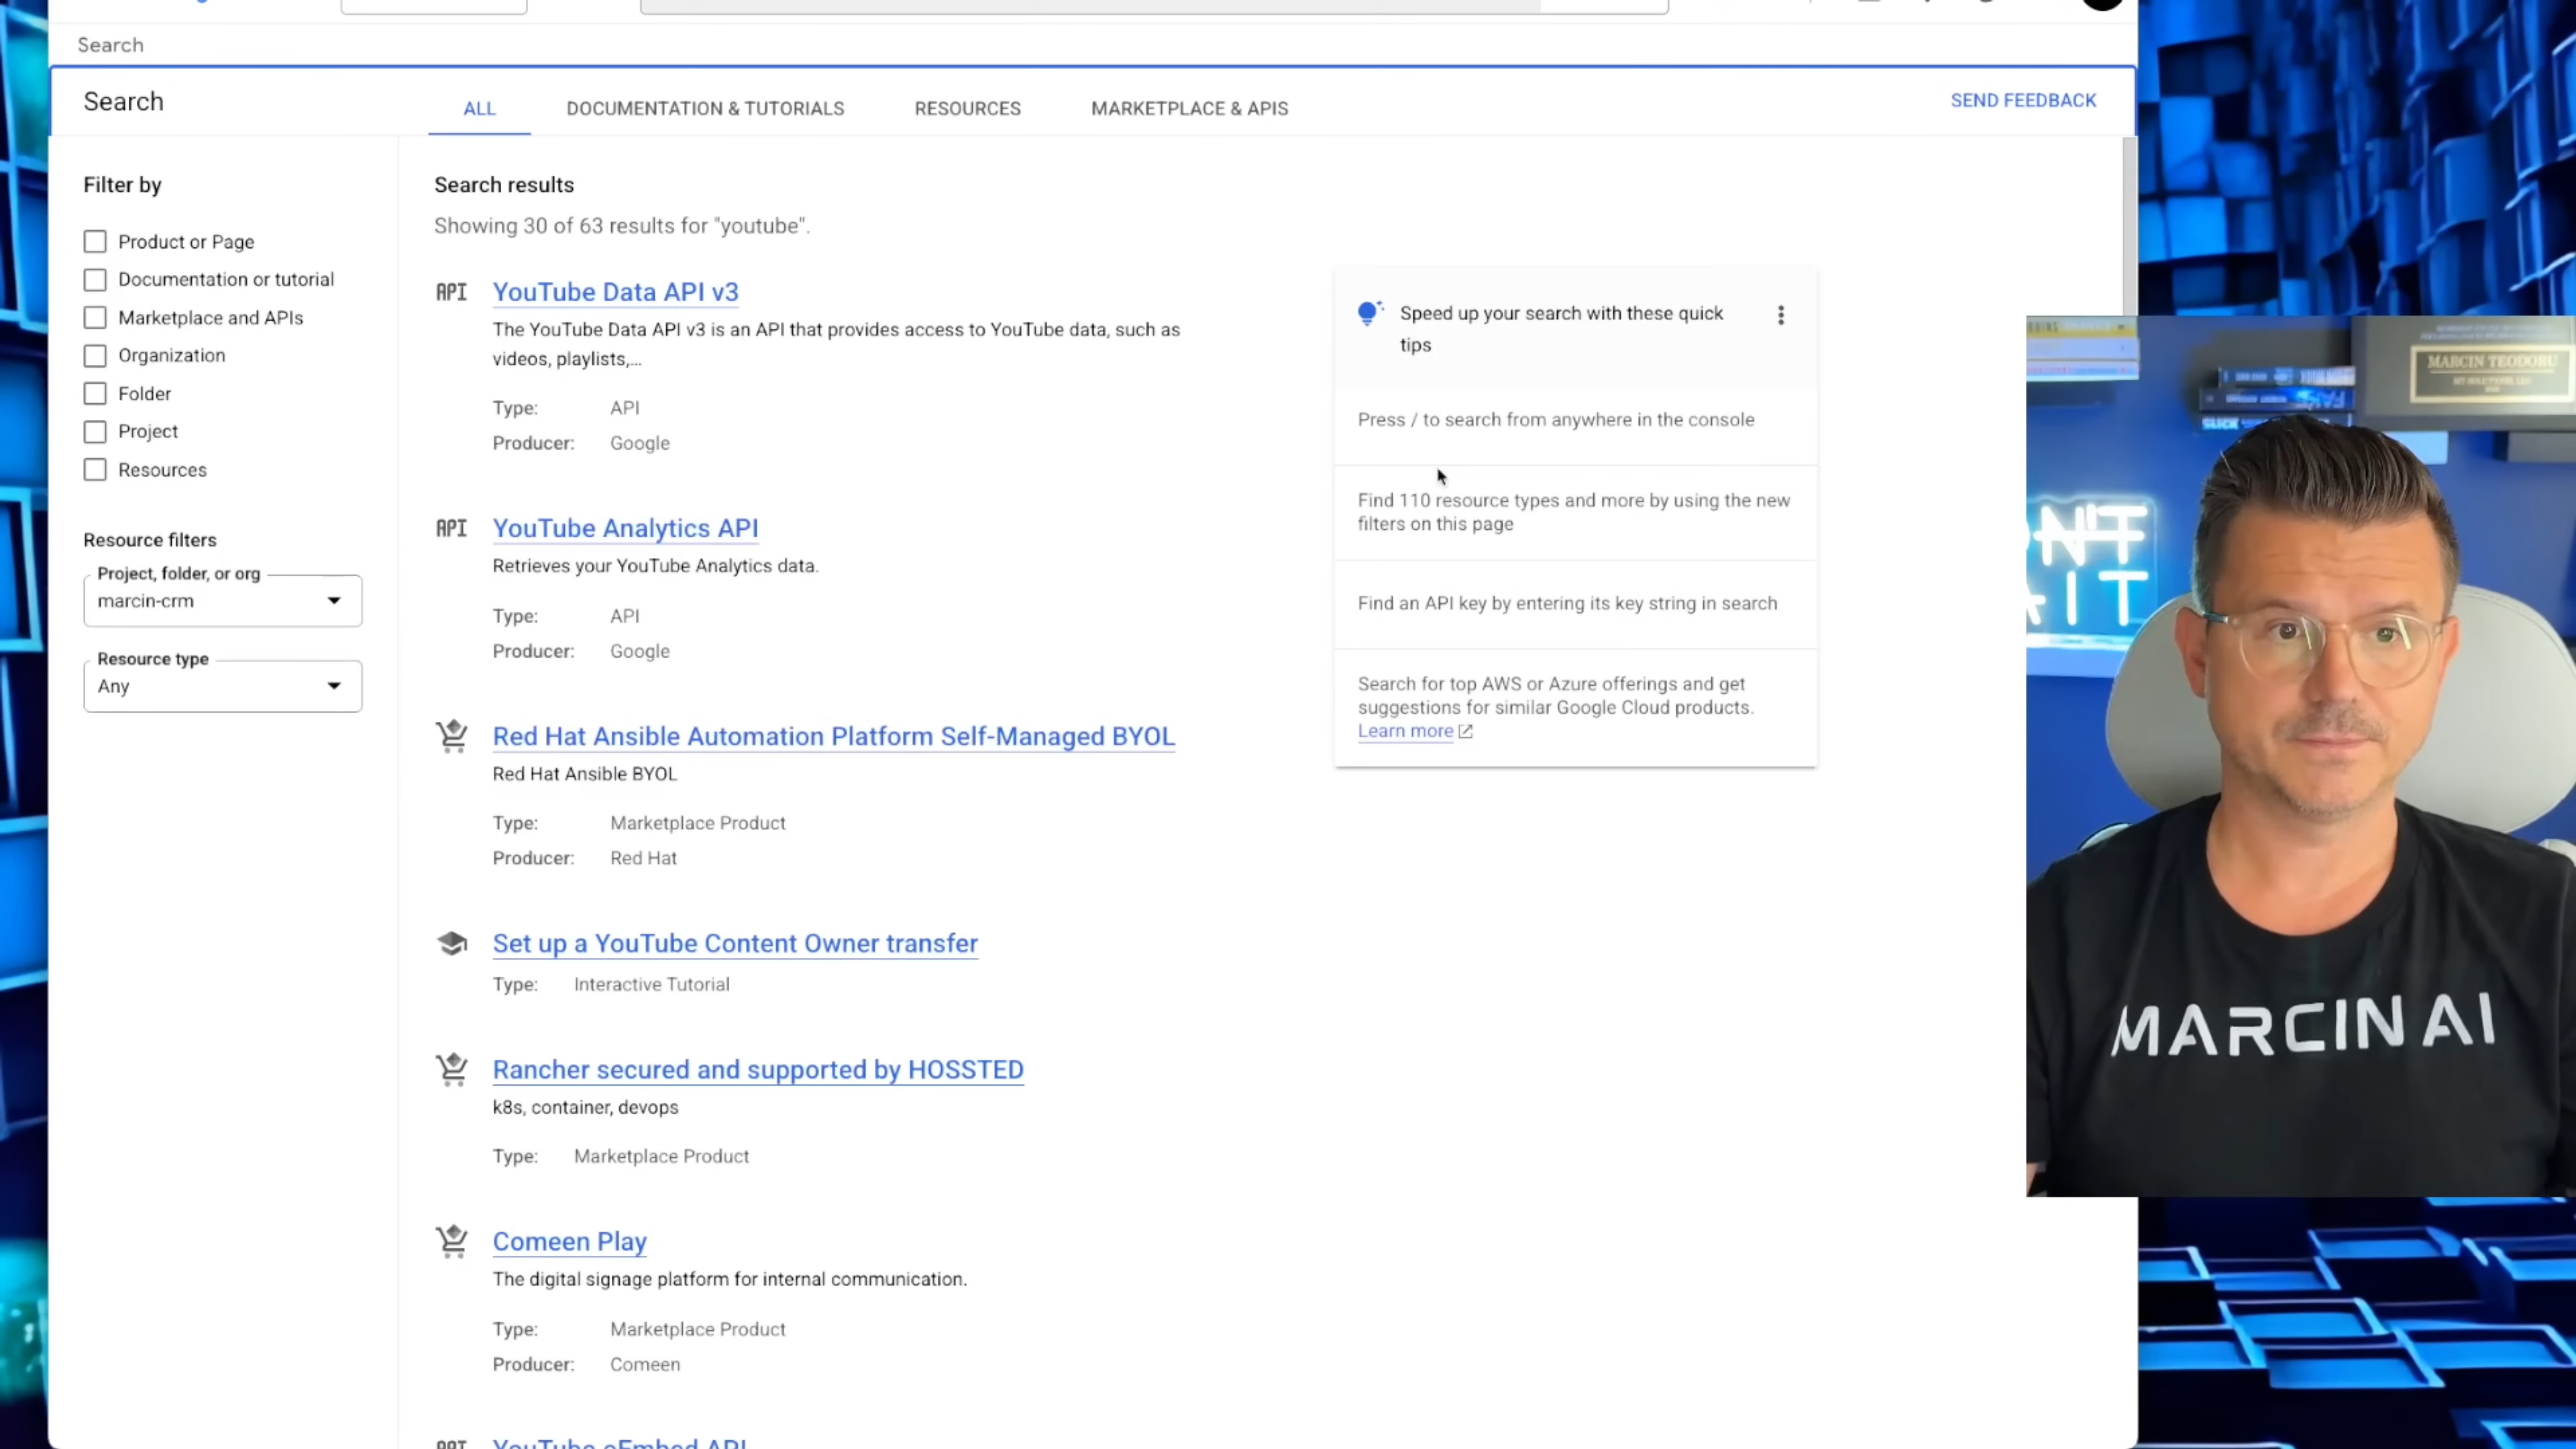 Search
Search
ALL
DOCUMENTATION & TUTORIALS
RESOURCES
MARKETPLACE & APIS
SEND FEEDBACK
Filter by
Product or Page
Documentation or tutorial
Marketplace and APIs
Organization
Folder
Project
Resources
Resource filters
Project, folder, or org
marcin-crm
Resource type
Any
Search results
Showing 30 of 63 results for "youtube".
API YouTube Data API v3
The YouTube Data API v3 is an API that provides access to YouTube data, such as
videos, playlists,...
Type: API
Producer: Google
API YouTube Analytics API
Retrieves your YouTube Analytics data.
Type: API
Producer: Google
Red Hat Ansible Automation Platform Self-Managed BYOL
Red Hat Ansible BYOL
Type: Marketplace Product
Producer: Red Hat
Set up a YouTube Content Owner transfer
Type: Interactive Tutorial
Rancher secured and supported by HOSSTED
k8s, container, devops
Type: Marketplace Product
Comeen Play
The digital signage platform for internal communication.
Type: Marketplace Product
Producer: Comeen
API YouTube oEmbed API
Speed up your search with these quick
tips
Press / to search from anywhere in the console
Find 110 resource types and more by using the new
filters on this page
Find an API key by entering its key string in search
Search for top AWS or Azure offerings and get
suggestions for similar Google Cloud products.
Learn more
MARCIN TEODORU
N'T
AIT
MARCIN AI